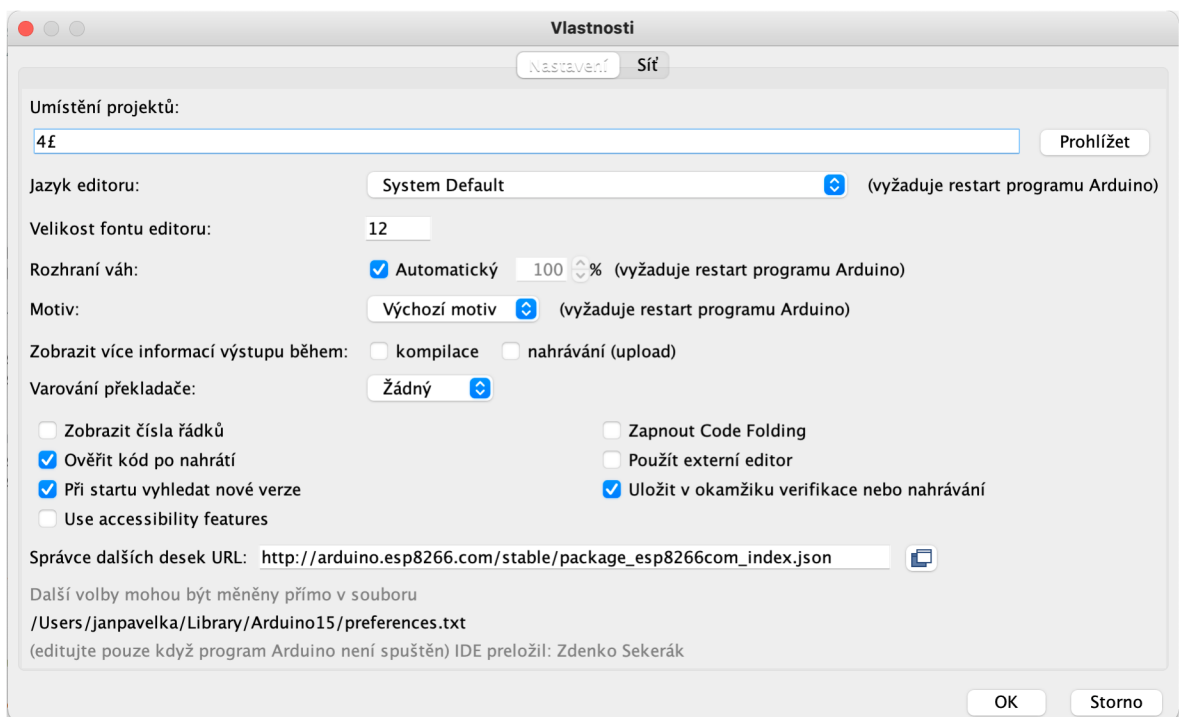 Vlastnosti
Nastavení Síť
Umístění projektů:
4£ Prohlížet
Jazyk editoru: System Default (vyžaduje restart programu Arduino)
Velikost fontu editoru: 12
Rozhraní váh: Automatický 100 % (vyžaduje restart programu Arduino)
Motiv: Výchozí motiv (vyžaduje restart programu Arduino)
Zobrazit více informací výstupu během: kompilace nahrávání (upload)
Varování překladače: Žádný
Zobrazit čísla řádků Zapnout Code Folding
Ověřit kód po nahrátí Použít externí editor
Při startu vyhledat nové verze Uložit v okamžiku verifikace nebo nahrávání
Use accessibility features
Správce dalších desek URL: http://arduino.esp8266.com/stable/package_esp8266com_index.json
Další volby mohou být měněny přímo v souboru
/Users/janpavelka/Library/Arduino15/preferences.txt
(editujte pouze když program Arduino není spuštěn) IDE preložil: Zdenko Sekerák
OK Storno